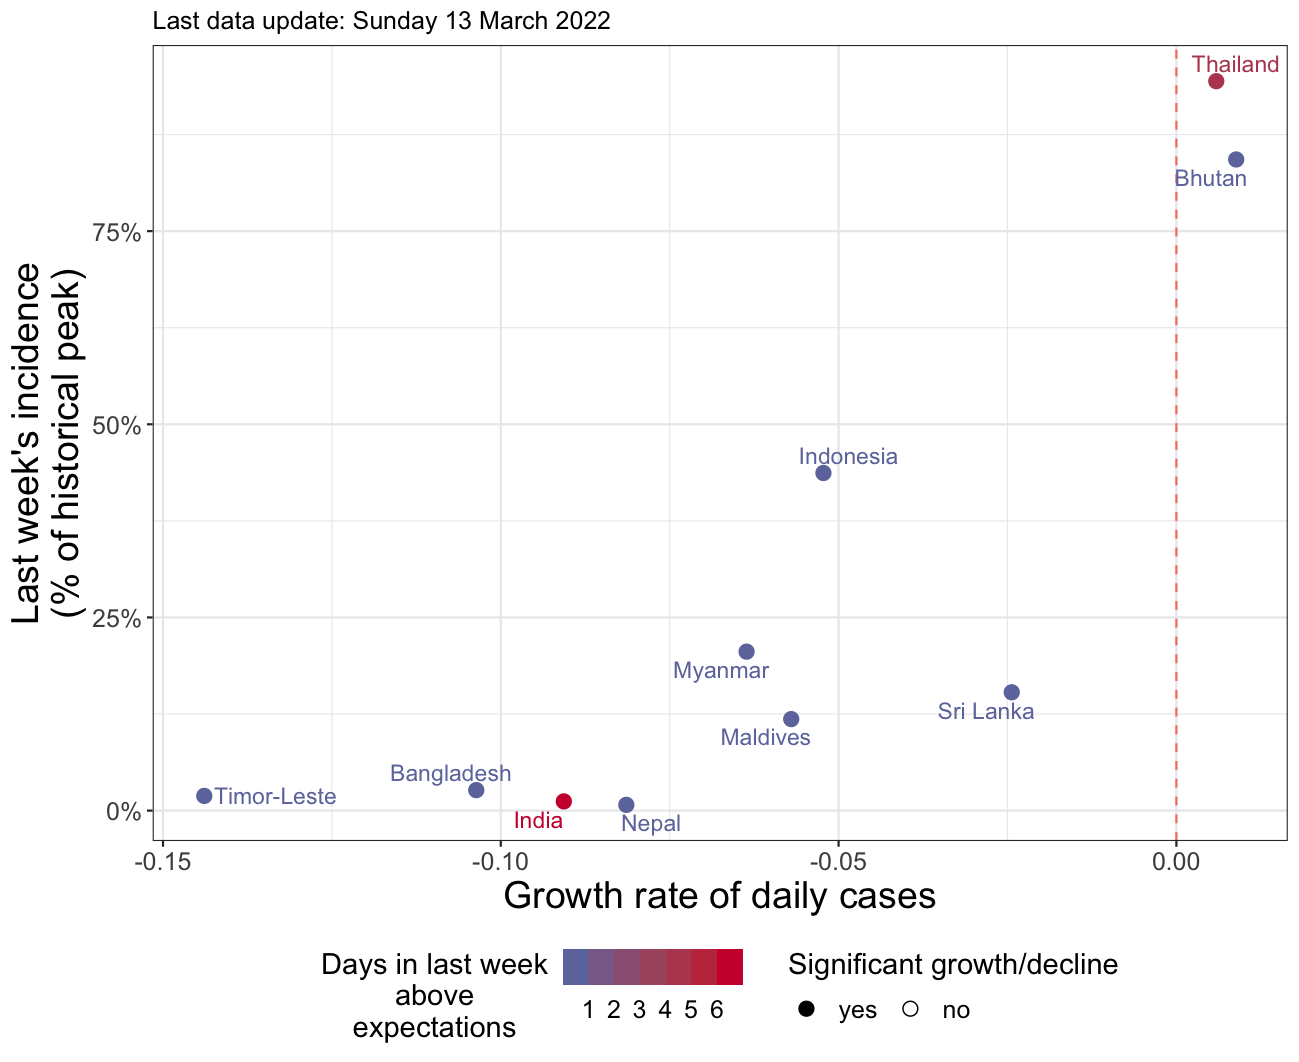 Last data update: Sunday 13 March 2022
Last week's incidence
(% of historical peak)
75%
50%
25%
0%
Thailand
Bhutan
Indonesia
Myanmar
Sri Lanka
Maldives
Bangladesh
Timor-Leste
India
Nepal
-0.15 -0.10 -0.05 0.00
Growth rate of daily cases
Days in last week
above
expectations
1 2 3 4 5 6
Significant growth/decline
yes no